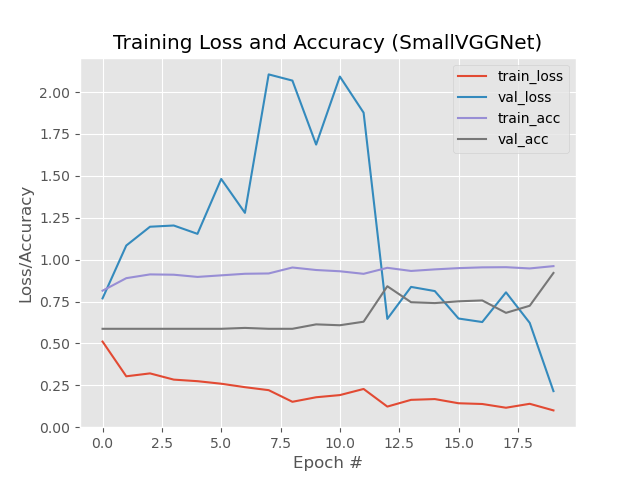 Training Loss and Accuracy (SmallVGGNet)
train_loss
val_loss
train_acc
val_acc
Loss/Accuracy
2.00
1.75
1.50
1.25
1.00
0.75
0.50
0.25
0.00
0.0 2.5 5.0 7.5 10.0 12.5 15.0 17.5
Epoch #